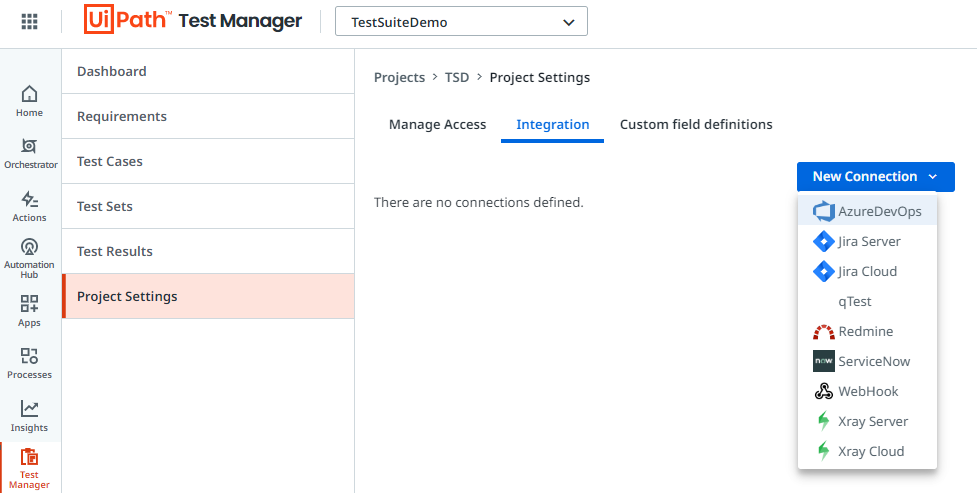 UiPath™ Test Manager
TestSuiteDemo
Home
Orchestrator
Actions
Automation
Hub
Apps
Processes
Insights
Test
Manager
Dashboard
Requirements
Test Cases
Test Sets
Test Results
Project Settings
Projects > TSD > Project Settings
Manage Access
Integration
Custom field definitions
New Connection
There are no connections defined.
AzureDevOps
Jira Server
Jira Cloud
qTest
Redmine
now
ServiceNow
WebHook
Xray Server
Xray Cloud